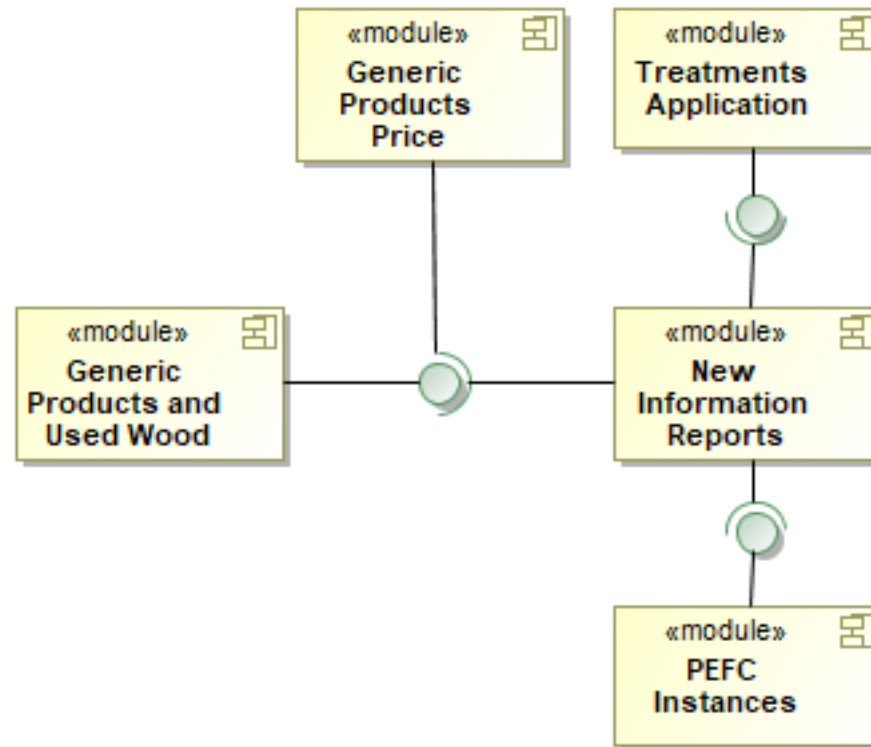 «module»
Generic
Products
Price
«module»
Treatments
Application
«module»
Generic
Products and
Used Wood
«module»
New
Information
Reports
«module»
PEFC
Instances